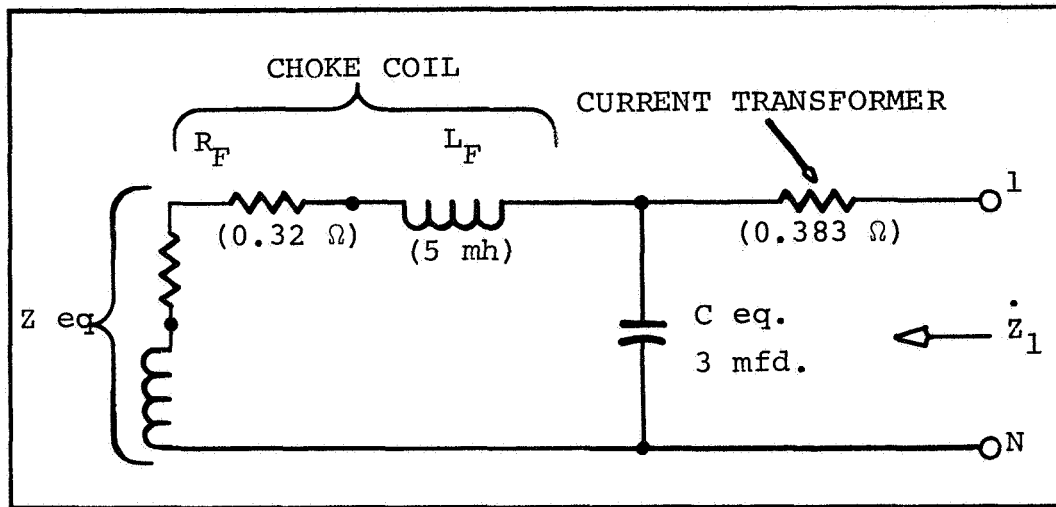 CHOKE COIL
CURRENT TRANSFORMER
R_F
L_F
1
(0.32 Ω)
(5 mh)
(0.383 Ω)
Z eq
C eq.
3 mfd.
Ż_1
N